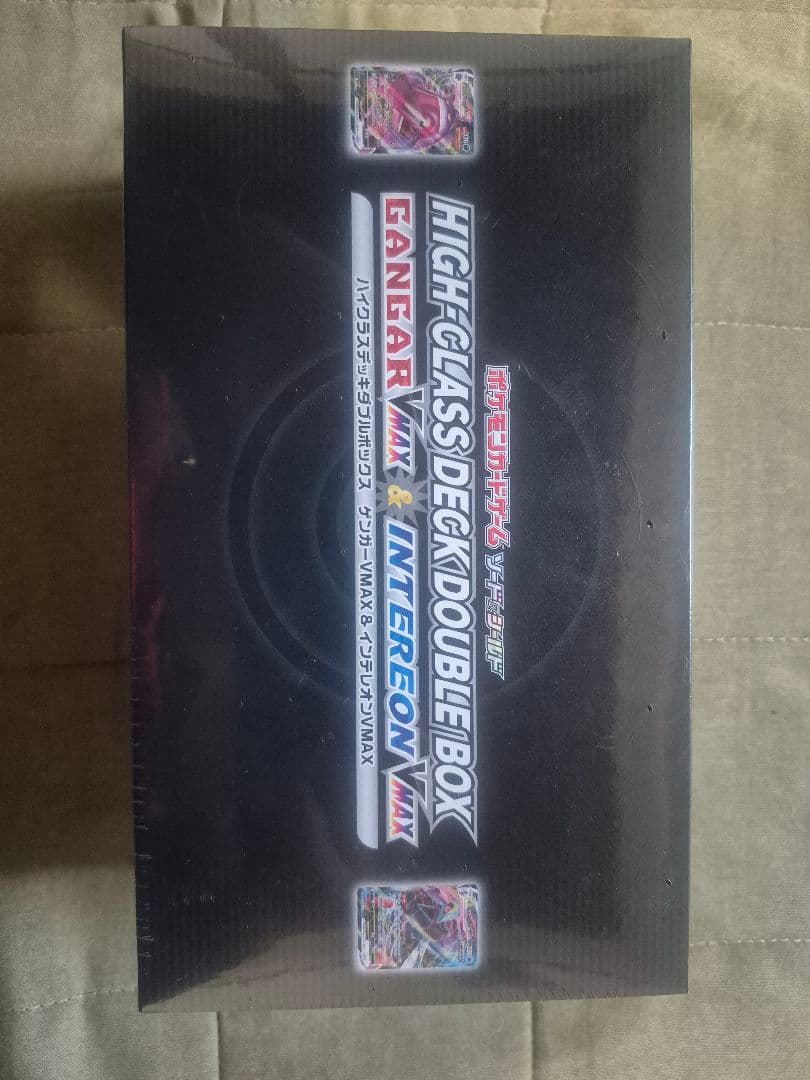 ポケモンカードゲーム ソード&シールド
HIGH-CLASS DECK DOUBLE BOX
GANGAR VMAX & INTEREON VMAX
ハイクラスデッキダブルボックス ゲンガーVMAX & インテレオンVMAX